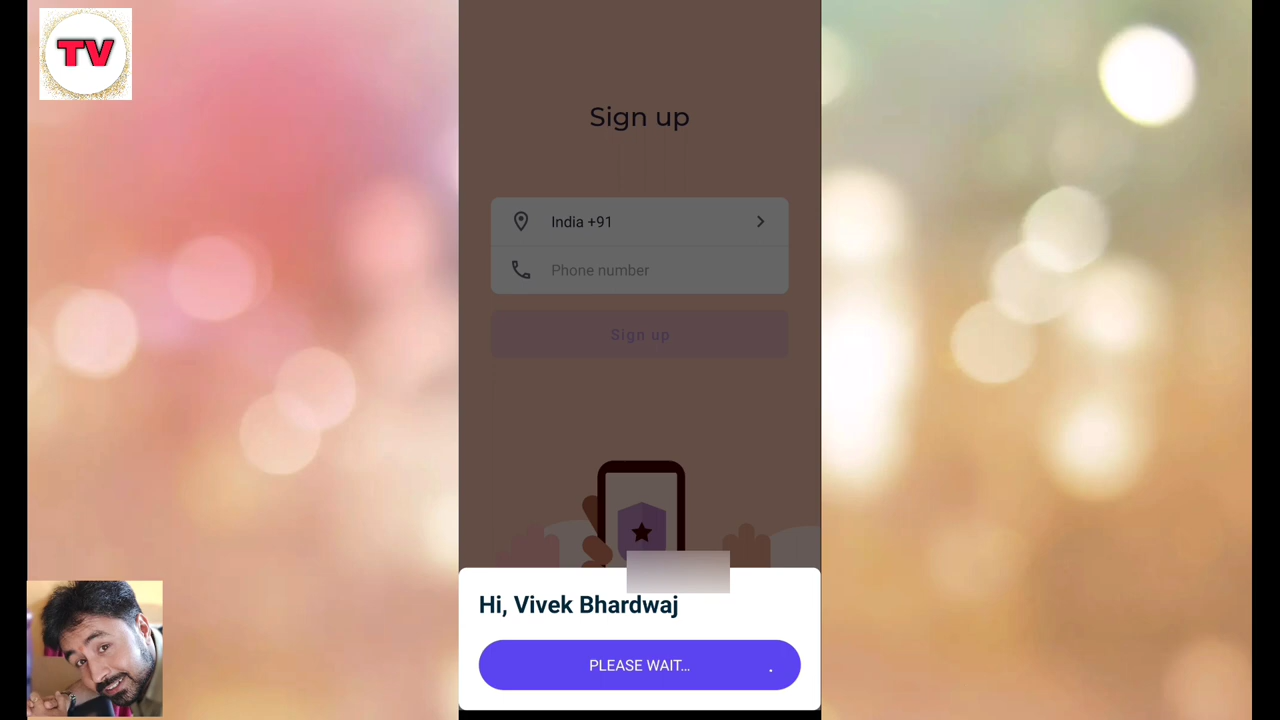 TV
Sign up
India +91
Phone number
Sign up
Hi, Vivek Bhardwaj
PLEASE WAIT...